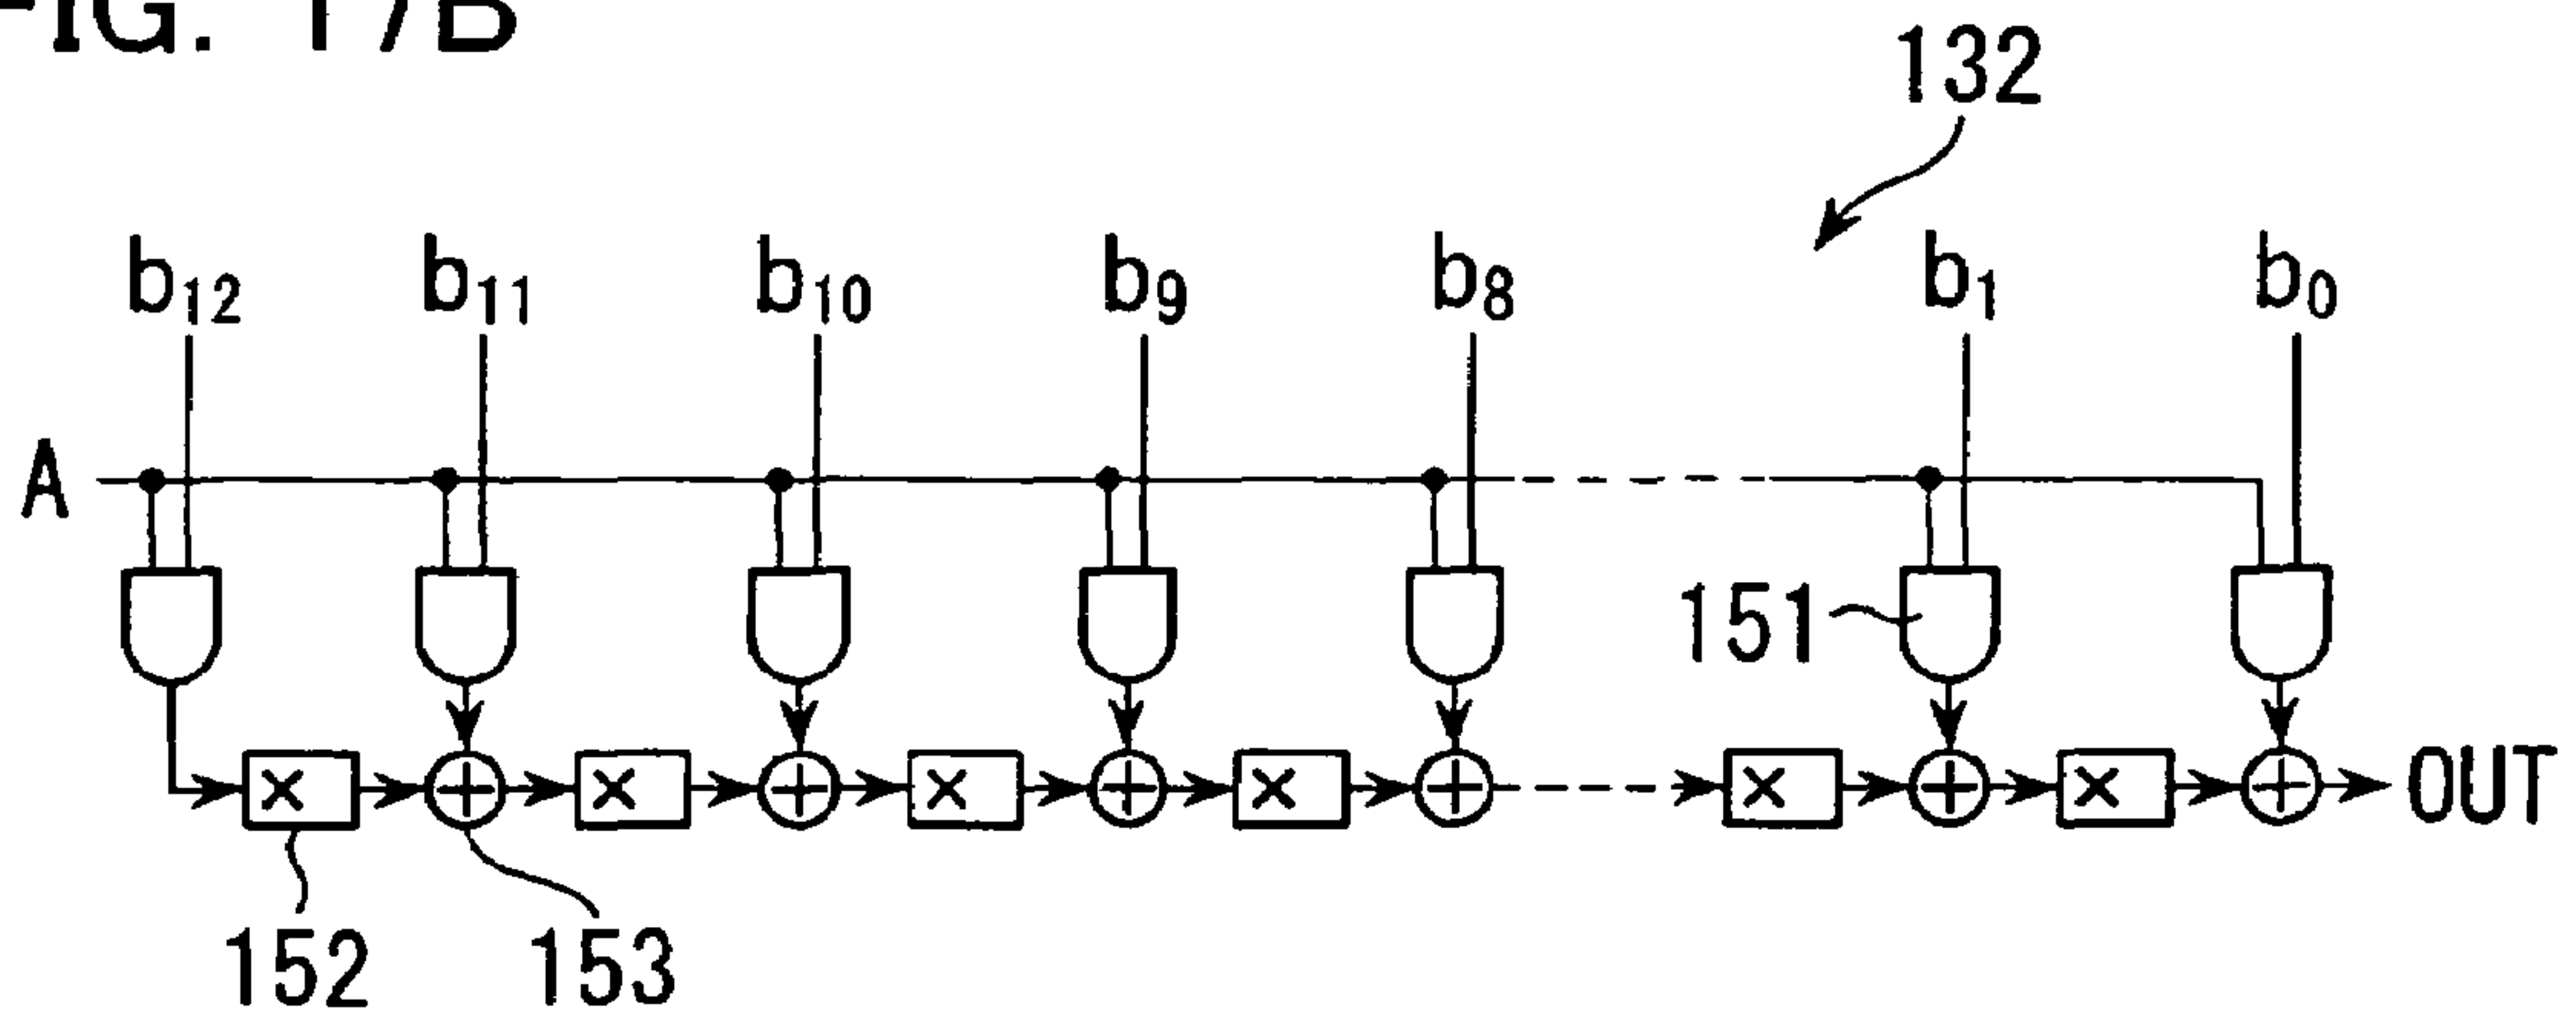 FIG. 17B
132
b12 b11 b10 b9 b8 b1 b0
A
151
× × × × × ×
OUT
152 153